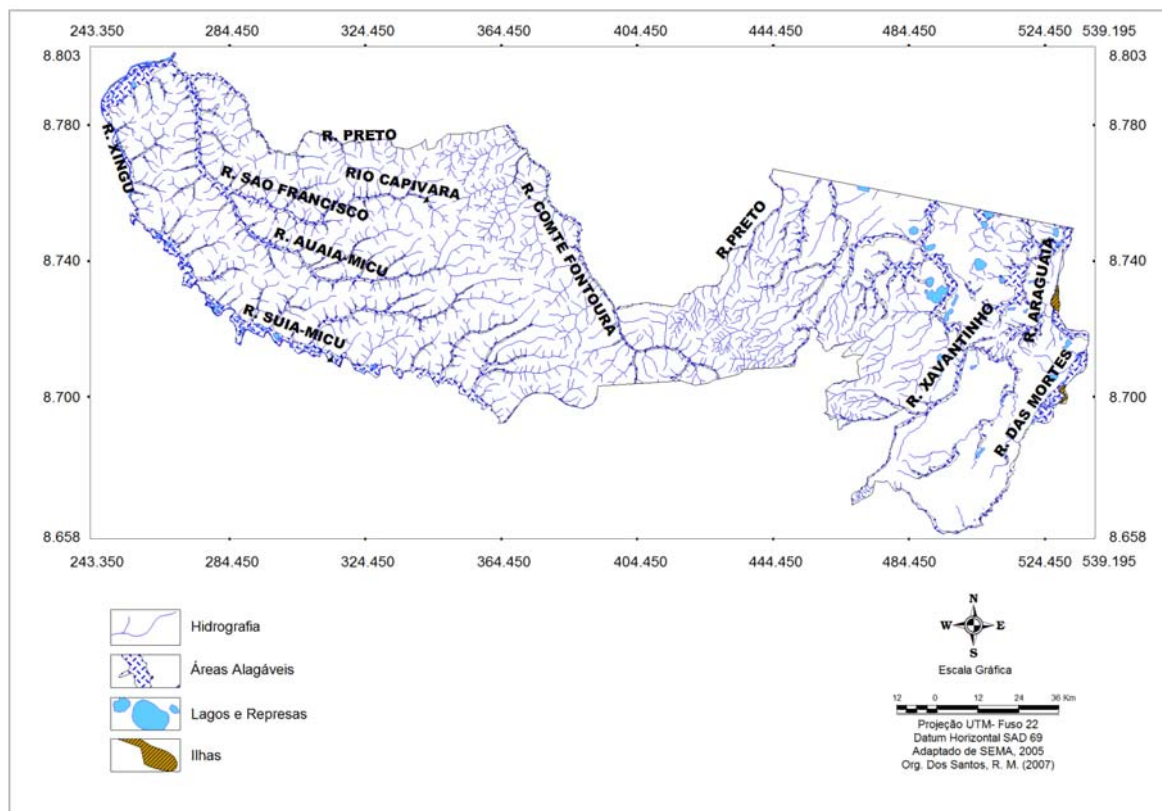 243.350 284.450 324.450 364.450 404.450 444.450 484.450 524.450 539.195
8.803 8.803
8.780 8.780
R. PRETO
R. XINGU
RIO CAPIVARA
R. SAO FRANCISCO
R. COMTE FONTOURA
R.PRETO
R. AUAIA-MICU
8.740 8.740
R. ARAGUAIA
R. SUIA-MICU
R. XAVANTINHO
R. DAS MORTES
8.700 8.700
8.658 8.658
243.350 284.450 324.450 364.450 404.450 444.450 484.450 524.450 539.195
Hidrografia
Áreas Alagáveis
Lagos e Represas
Ilhas
N
W E
S
Escala Gráfica
12 0 12 24 36 Km
Projeção UTM- Fuso 22
Datum Horizontal SAD 69
Adaptado de SEMA, 2005
Org. Dos Santos, R. M. (2007)